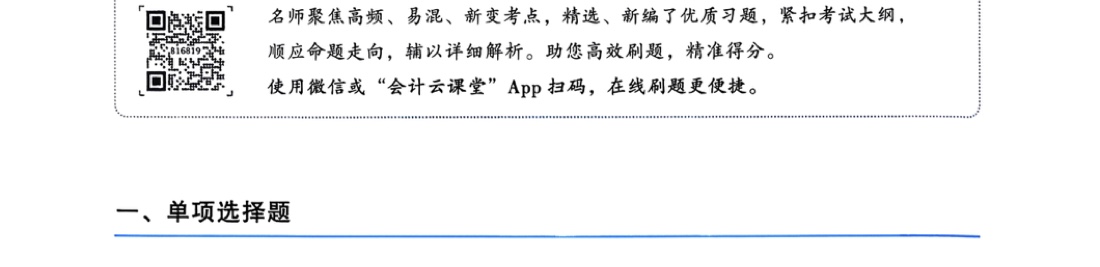 名师聚焦高频、易混、新变考点，精选、新编了优质习题，紧扣考试大纲，
816819
顺应命题走向，辅以详细解析。助您高效刷题，精准得分。
使用微信或“会计云课堂”App 扫码，在线刷题更便捷。
一、单项选择题